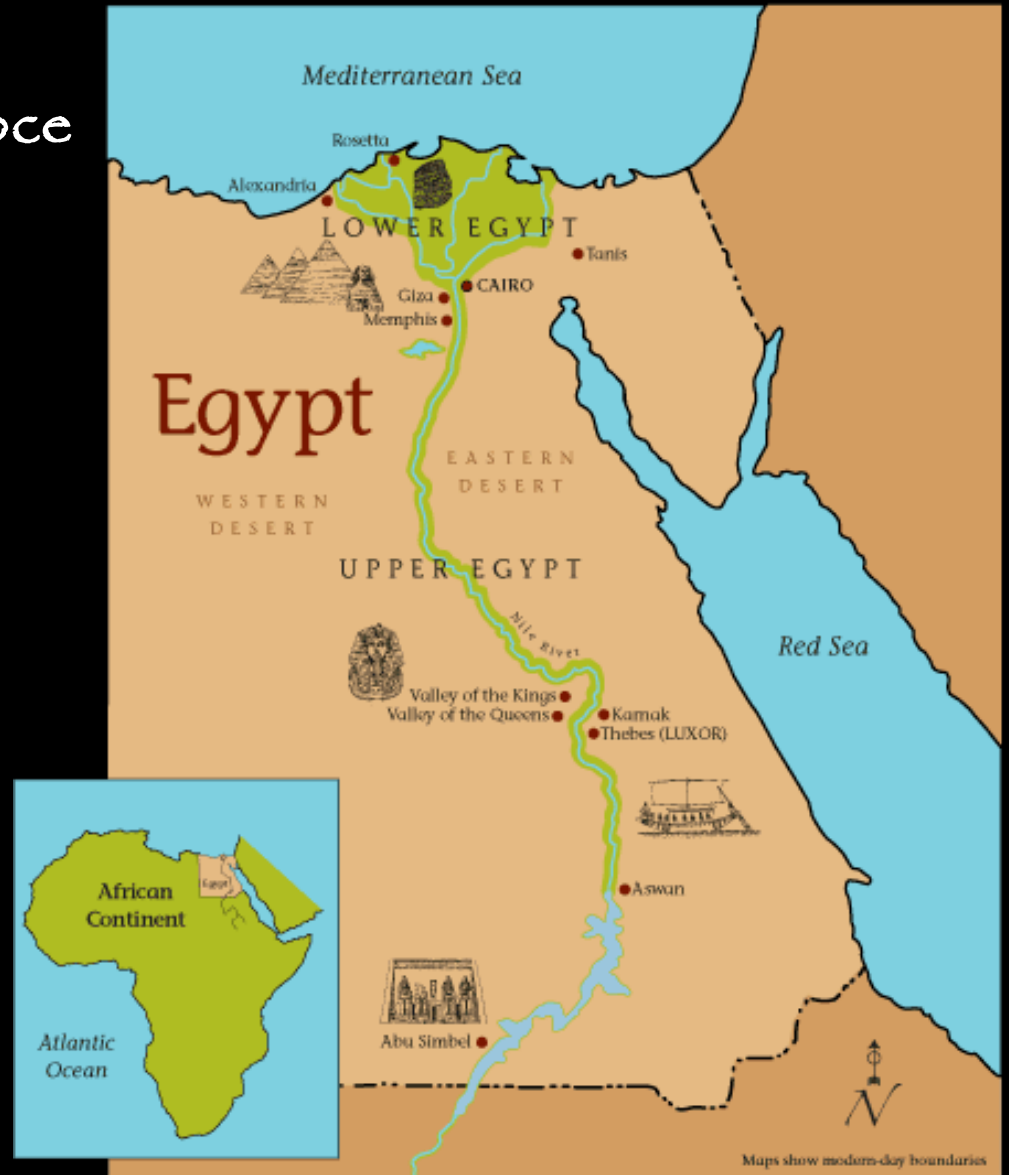 oce
Mediterranean Sea
Rosetta
Alexandria
LOWER EGYPT
Tanis
CAIRO
Giza
Memphis
Egypt
EASTERN
DESERT
WESTERN
DESERT
UPPER EGYPT
Nile River
Red Sea
Valley of the Kings
Valley of the Queens
Karnak
Thebes (LUXOR)
Aswan
Egypt
African
Continent
Atlantic
Ocean
Abu Simbel
N
Maps show modern-day boundaries